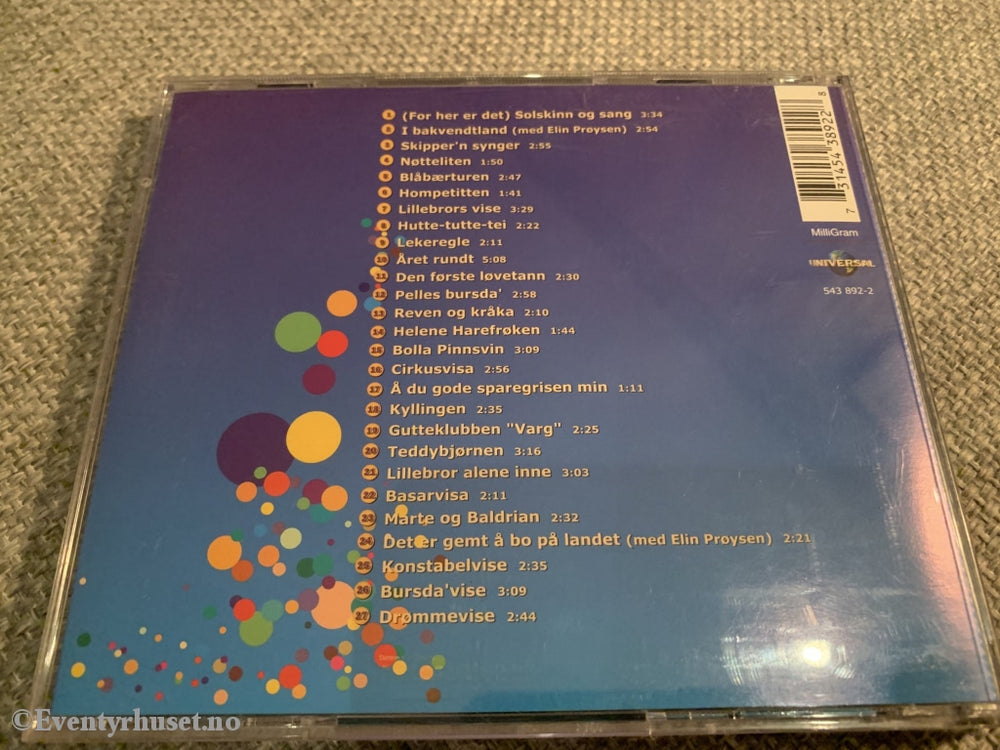 1 (For her er det) Solskinn og sang 3:34
2 I bakvendtland (med Elin Prøysen) 2:54
3 Skipper'n synger 2:55
4 Nøtteliten 1:50
5 Blåbærturen 2:47
6 Hompetitten 1:41
7 Lillebrors vise 3:29
8 Hutte-tutte-tei 2:22
9 Lekeregle 2:11
10 Året rundt 5:08
11 Den første løvetann 2:30
12 Pelles bursda' 2:58
13 Reven og kråka 2:10
14 Helene Harefrøken 1:44
15 Bolla Pinnsvin 3:09
16 Cirkusvisa 2:56
17 Å du gode sparegrisen min 1:11
18 Kyllingen 2:35
19 Gutteklubben "Varg" 2:25
20 Teddybjørnen 3:16
21 Lillebror alene inne 3:03
22 Basarvisa 2:11
23 Marte og Baldrian 2:32
24 Det er gemt å bo på landet (med Elin Prøysen) 2:21
25 Konstabelvise 2:35
26 Bursda'vise 3:09
27 Drømmevise 2:44
7 31454 38922 8
MilliGram
UNIVERSAL
543 892-2
©Eventyrhuset.no